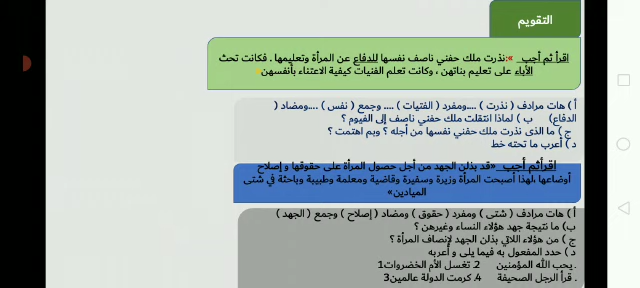 التقويم
اقرأ ثم أجب »:نذرت ملك حفني ناصف نفسها للدفاع عن المرأة وتعليمها . فكانت تحث
الأباء على تعليم بناتهن ، وكانت تعلم الفتيات كيفية الاعتناء بأنفسهن
أ ) هات مرادف ( نذرت ) ....ومفرد ( الفتيات ) .... وجمع ( نفس ) ....ومضاد (
الدفاع) ب ) لماذا انتقلت ملك حفني ناصف إلى الفيوم ؟
ج ) ما الذى نذرت ملك حفني نفسها من أجله ؟ وبم اهتمت ؟
د ) أعرب ما تحته خط
اقرأثم أجب «قد بذلن الجهد من أجل حصول المرأة على حقوقها و إصلاح
أوضاعها ،لهذا أصبحت المرأة وزيرة وسفيرة وقاضية ومعلمة وطبيبة وباحثة في شتى
الميادين»
أ ) هات مرادف ( شتى ) ومفرد ( حقوق ) ومضاد ( إصلاح ) وجمع ( الجهد )
ب) ما نتيجة جهد هؤلاء النساء وغيرهن ؟
ج ) من هؤلاء اللاتي بذلن الجهد لإنصاف المرأة ؟
د ) حدد المفعول به فيما يلى و أعربه
. يحب الله المؤمنين 2. تغسل الأم الخضروات1
. قرأ الرجل الصحيفة 4. كرمت الدولة عالمين3